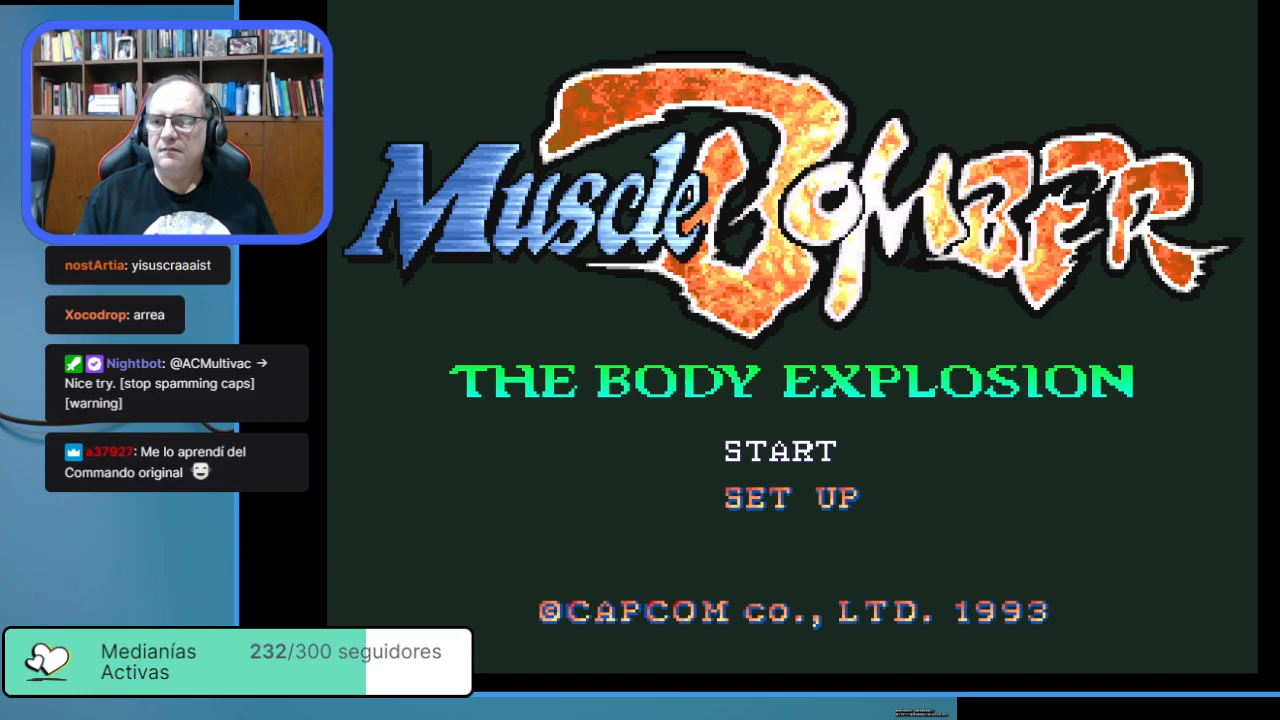 nostArtia: yisuscraaaist
Xocodrop: arrea
Nightbot: @ACMultivac →
Nice try. [stop spamming caps]
[warning]
a37927: Me lo aprendí del
Commando original
Medianías
Activas
232/300 seguidores
Muscle BOMBER
THE BODY EXPLOSION
START
SET UP
©CAPCOM co., LTD. 1993